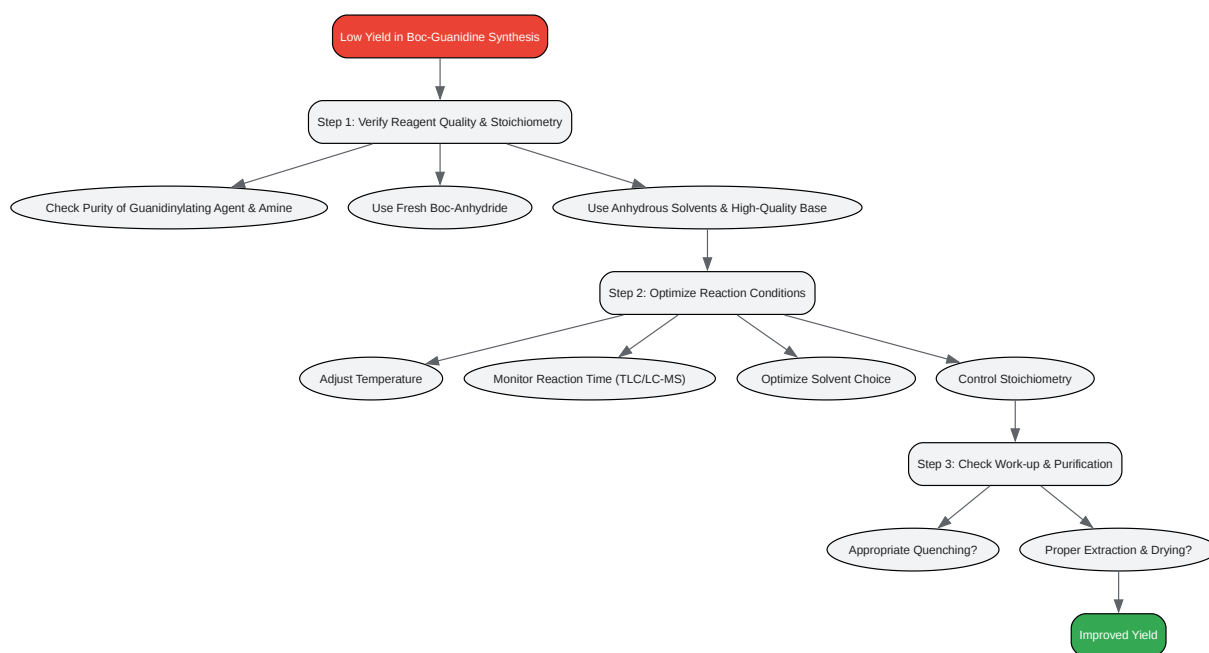 Low Yield in Boc-Guanidine Synthesis
Step 1: Verify Reagent Quality & Stoichiometry
Check Purity of Guanidinylating Agent & Amine
Use Fresh Boc-Anhydride
Use Anhydrous Solvents & High-Quality Base
Step 2: Optimize Reaction Conditions
Adjust Temperature
Monitor Reaction Time (TLC/LC-MS)
Optimize Solvent Choice
Control Stoichiometry
Step 3: Check Work-up & Purification
Appropriate Quenching?
Proper Extraction & Drying?
Improved Yield